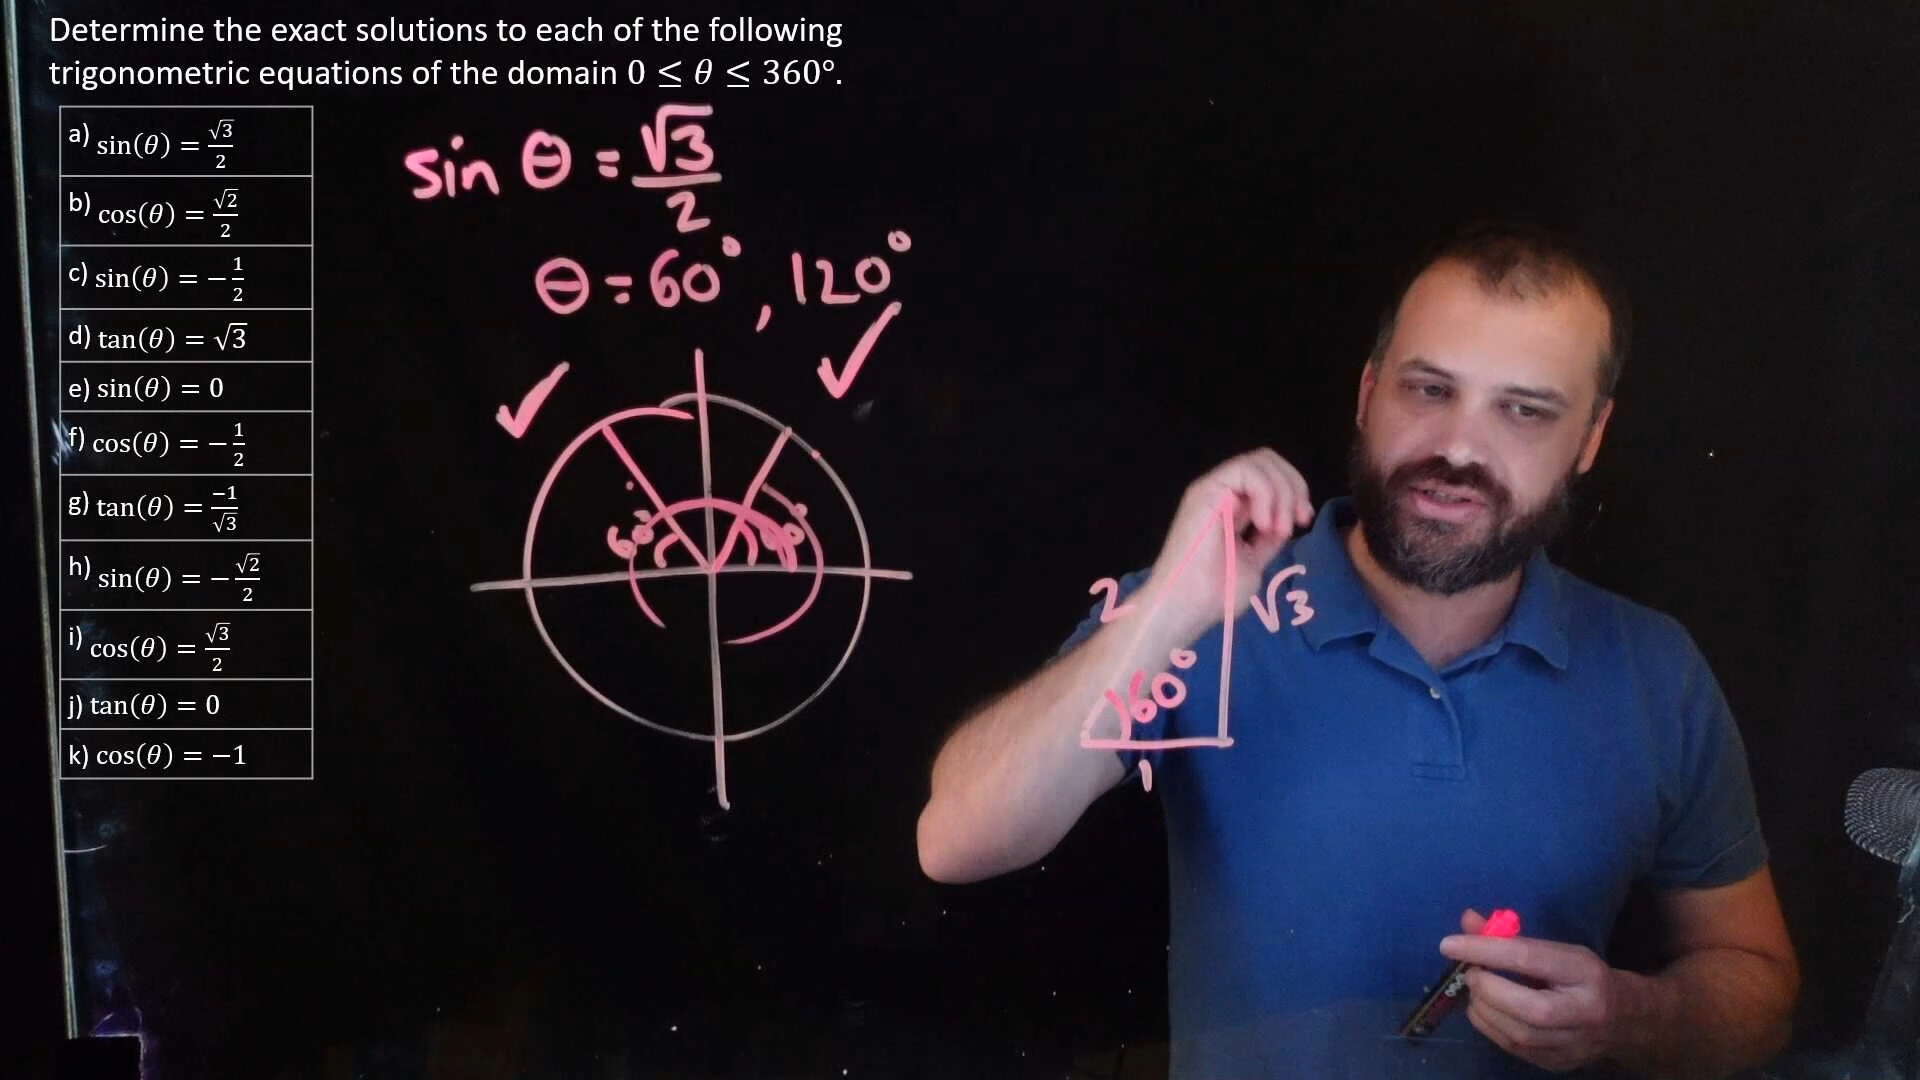 Determine the exact solutions to each of the following
trigonometric equations of the domain 0 ≤ θ ≤ 360°.
a) sin(θ) = √3/2
b) cos(θ) = √2/2
c) sin(θ) = −1/2
d) tan(θ) = √3
e) sin(θ) = 0
f) cos(θ) = −1/2
g) tan(θ) = −1/√3
h) sin(θ) = −√2/2
i) cos(θ) = √3/2
j) tan(θ) = 0
k) cos(θ) = −1
sin θ = √3/2
θ = 60°, 120°
60°
2
√3
60°
1